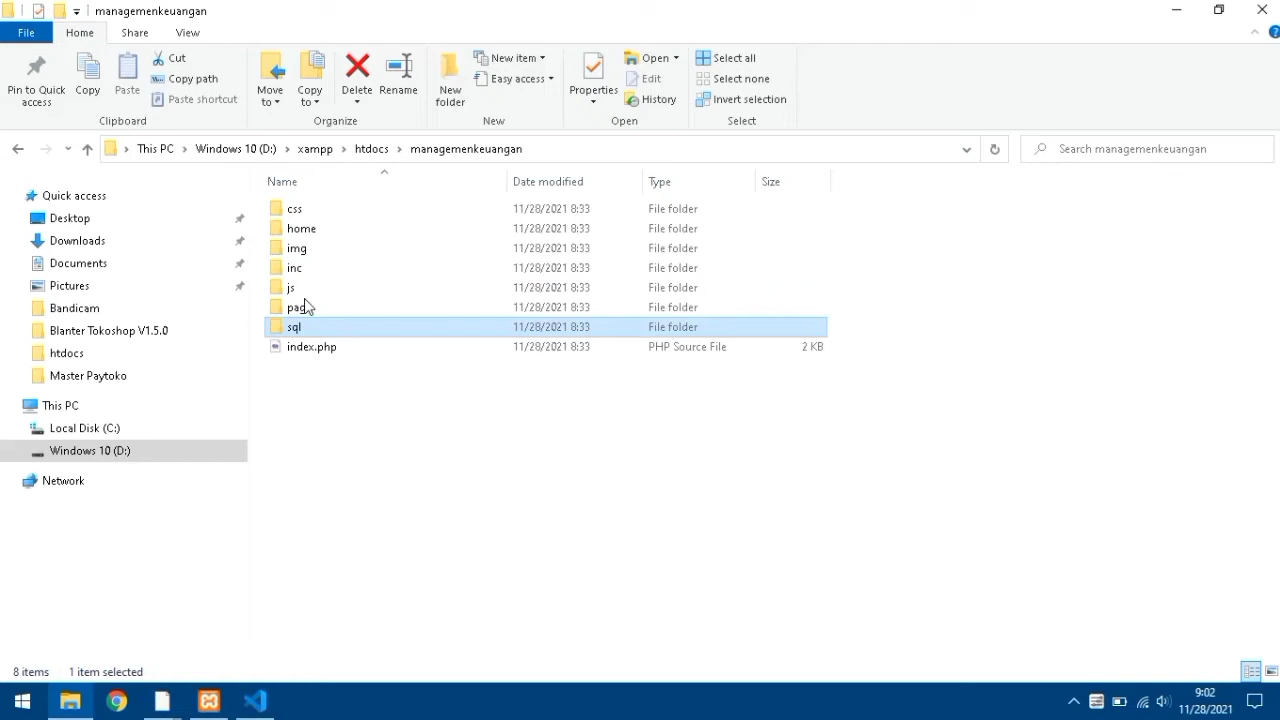 managemenkeuangan
File Home Share View
Pin to Quick access
Copy
Paste
Cut
Copy path
Paste shortcut
Move to
Copy to
Delete
Rename
New folder
New item
Easy access
Properties
Open
Edit
History
Select all
Select none
Invert selection
Clipboard Organize New Open Select
This PC Windows 10 (D:) xampp htdocs managemenkeuangan
Search managemenkeuangan
Name Date modified Type Size
Quick access
Desktop
Downloads
Documents
Pictures
Bandicam
Blanter Tokoshop V1.5.0
htdocs
Master Paytoko
This PC
Local Disk (C:)
Windows 10 (D:)
Network
css 11/28/2021 8:33 File folder
home 11/28/2021 8:33 File folder
img 11/28/2021 8:33 File folder
inc 11/28/2021 8:33 File folder
js 11/28/2021 8:33 File folder
11/28/2021 8:33 File folder
sql 11/28/2021 8:33 File folder
index.php 11/28/2021 8:33 PHP Source File 2 KB
8 items 1 item selected
9:02
11/28/2021